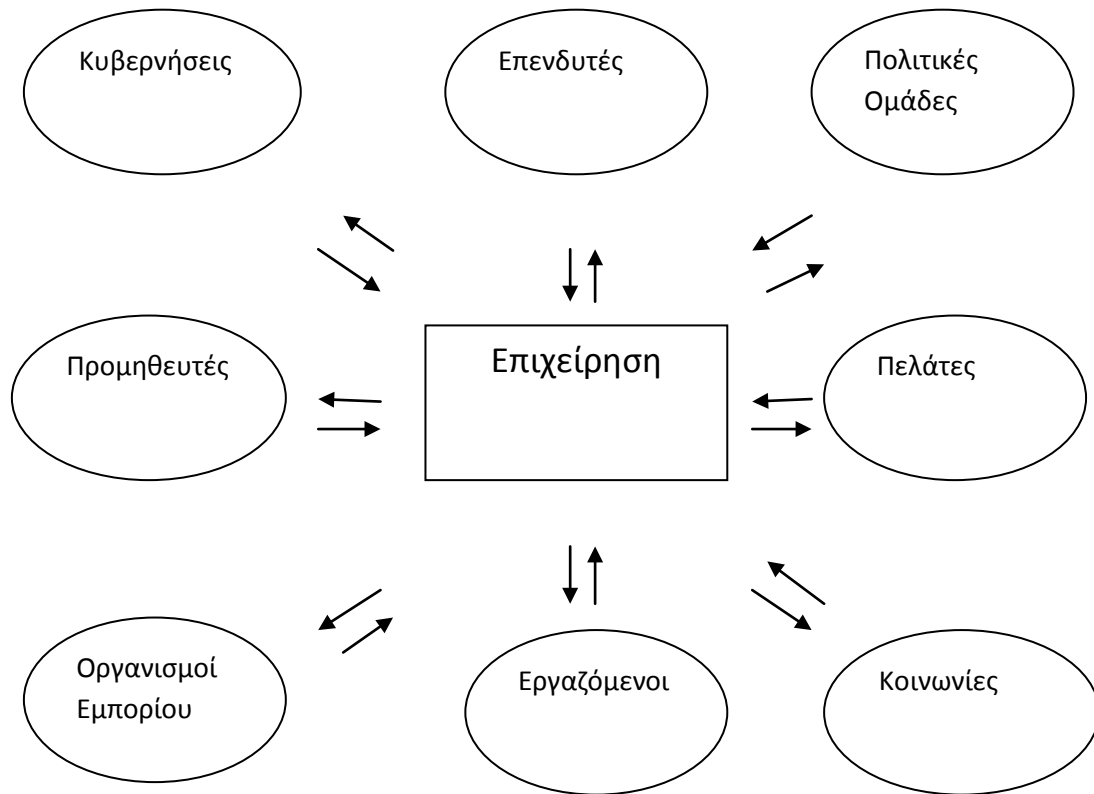 Κυβερνήσεις
Επενδυτές
Πολιτικές
Ομάδες
Προμηθευτές
Επιχείρηση
Πελάτες
Οργανισμοί
Εμπορίου
Εργαζόμενοι
Κοινωνίες